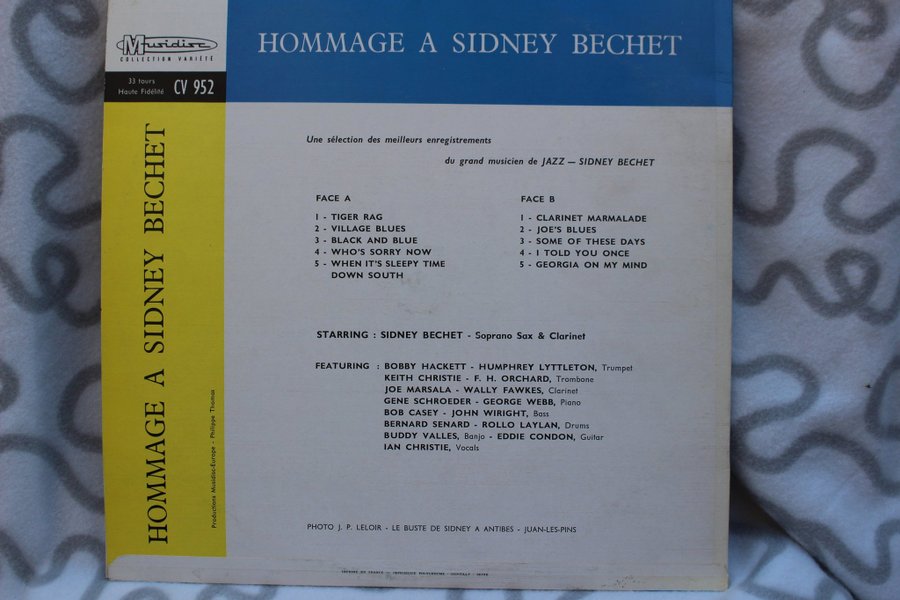 Musidisc
COLLECTION VARIÉTÉ
33 tours
Haute Fidélité
CV 952
HOMMAGE A SIDNEY BECHET
HOMMAGE A SIDNEY BECHET
Productions Musidisc-Europe - Philippe Thomas
Une sélection des meilleurs enregistrements
du grand musicien de JAZZ — SIDNEY BECHET
FACE A
1 - TIGER RAG
2 - VILLAGE BLUES
3 - BLACK AND BLUE
4 - WHO'S SORRY NOW
5 - WHEN IT'S SLEEPY TIME
DOWN SOUTH
FACE B
1 - CLARINET MARMALADE
2 - JOE'S BLUES
3 - SOME OF THESE DAYS
4 - I TOLD YOU ONCE
5 - GEORGIA ON MY MIND
STARRING : SIDNEY BECHET - Soprano Sax & Clarinet
FEATURING : BOBBY HACKETT - HUMPHREY LYTTLETON, Trumpet
KEITH CHRISTIE - F. H. ORCHARD, Trombone
JOE MARSALA - WALLY FAWKES, Clarinet
GENE SCHROEDER - GEORGE WEBB, Piano
BOB CASEY - JOHN WIRIGHT, Bass
BERNARD SENARD - ROLLO LAYLAN, Drums
BUDDY VALLES, Banjo - EDDIE CONDON, Guitar
IAN CHRISTIE, Vocals
PHOTO J. P. LELOIR - LE BUSTE DE SIDNEY A ANTIBES - JUAN-LES-PINS